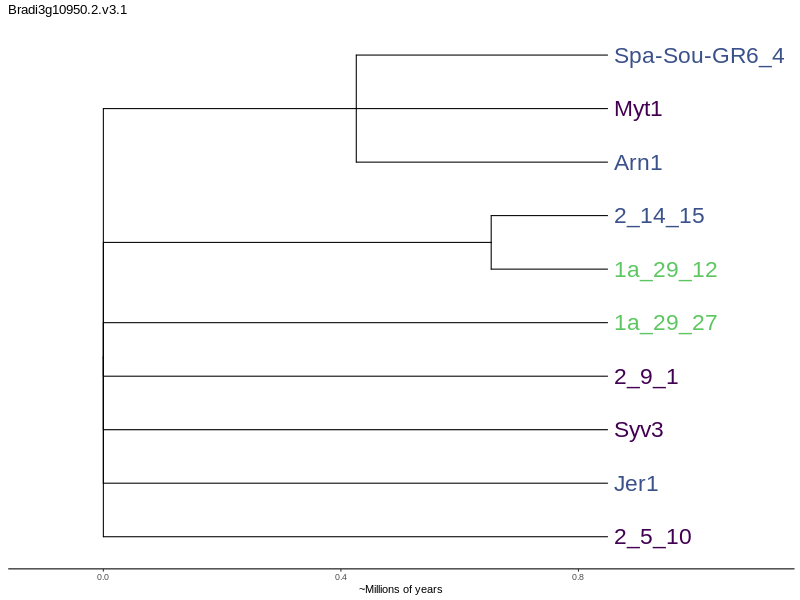 Bradi3g10950.2.v3.1
Spa-Sou-GR6_4
Myt1
Arn1
2_14_15
1a_29_12
1a_29_27
2_9_1
Syv3
Jer1
2_5_10
0.0 0.4 0.8
~Millions of years